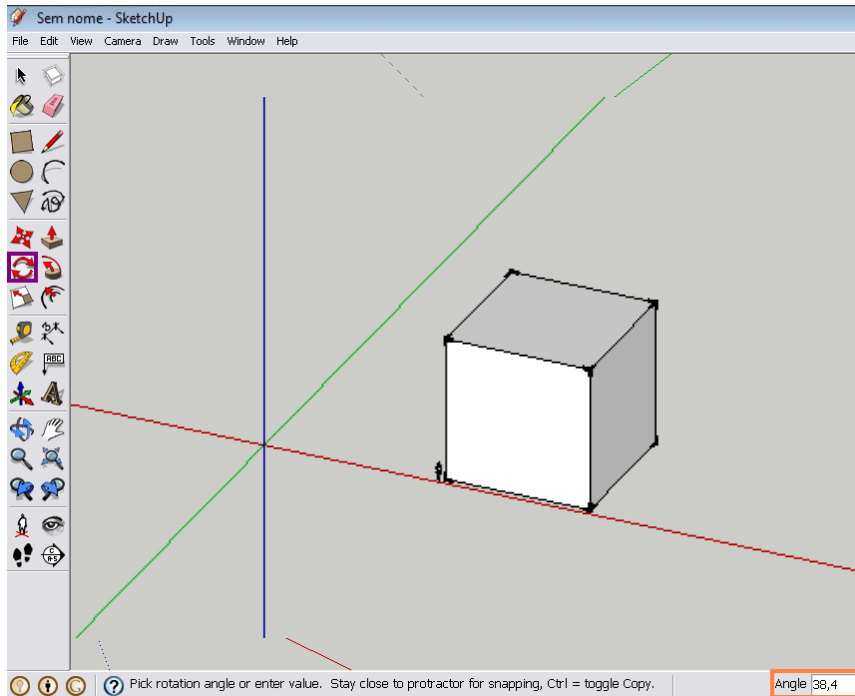 Sem nome - SketchUp
File Edit View Camera Draw Tools Window Help
ABC
Pick rotation angle or enter value. Stay close to protractor for snapping, Ctrl = toggle Copy.
Angle 38,4